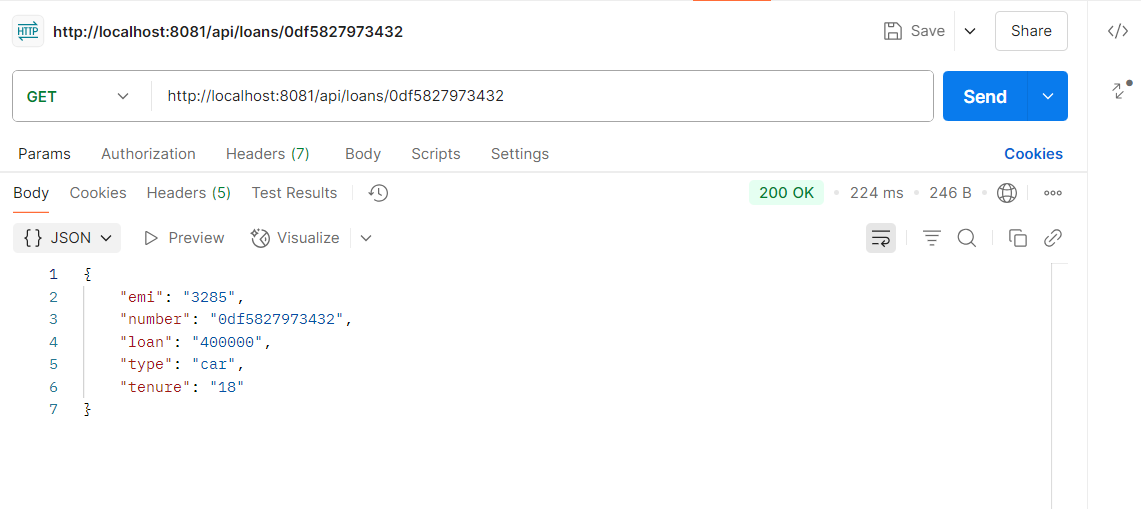 HTTP http://localhost:8081/api/loans/0df5827973432 Save Share
GET http://localhost:8081/api/loans/0df5827973432 Send
Params Authorization Headers (7) Body Scripts Settings Cookies
Body Cookies Headers (5) Test Results 200 OK 224 ms 246 B
{} JSON Preview Visualize
1 {
2 "emi": "3285",
3 "number": "0df5827973432",
4 "loan": "400000",
5 "type": "car",
6 "tenure": "18"
7 }